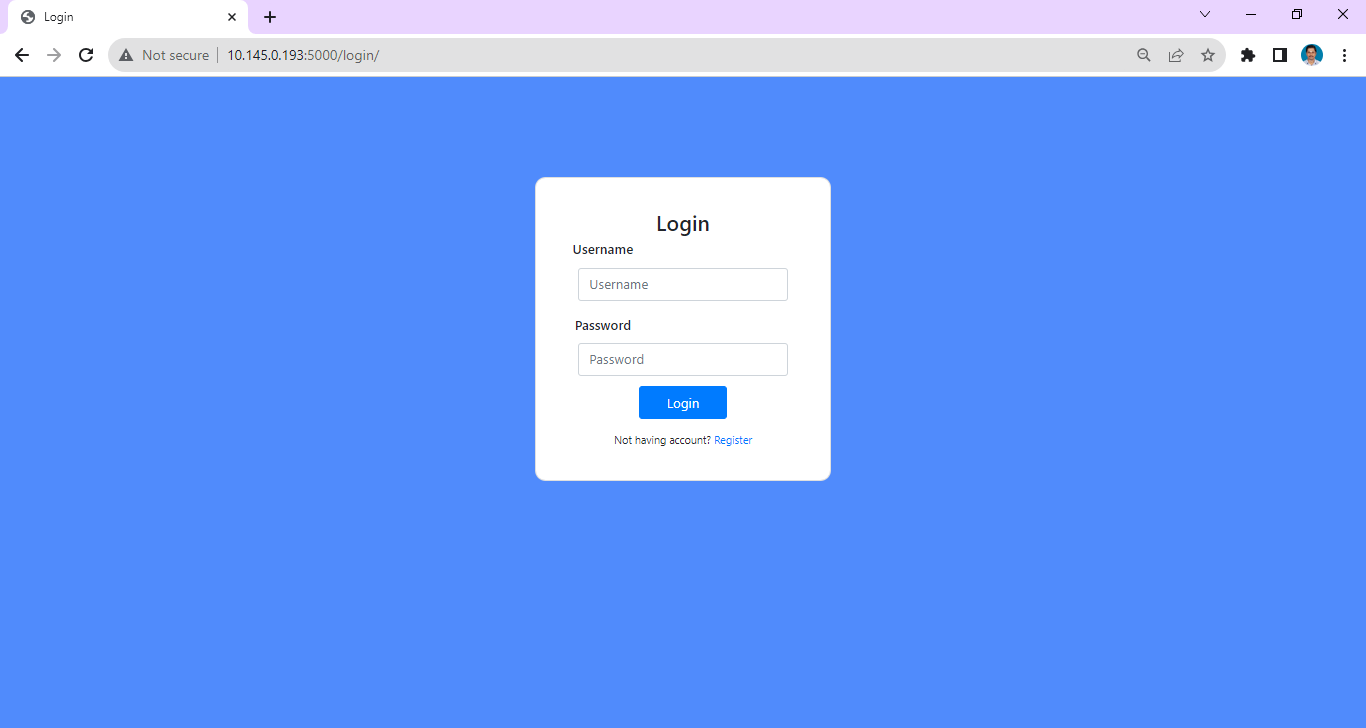 Login
Not secure 10.145.0.193:5000/login/
Login
Username
Username
Password
Password
Login
Not having account? Register